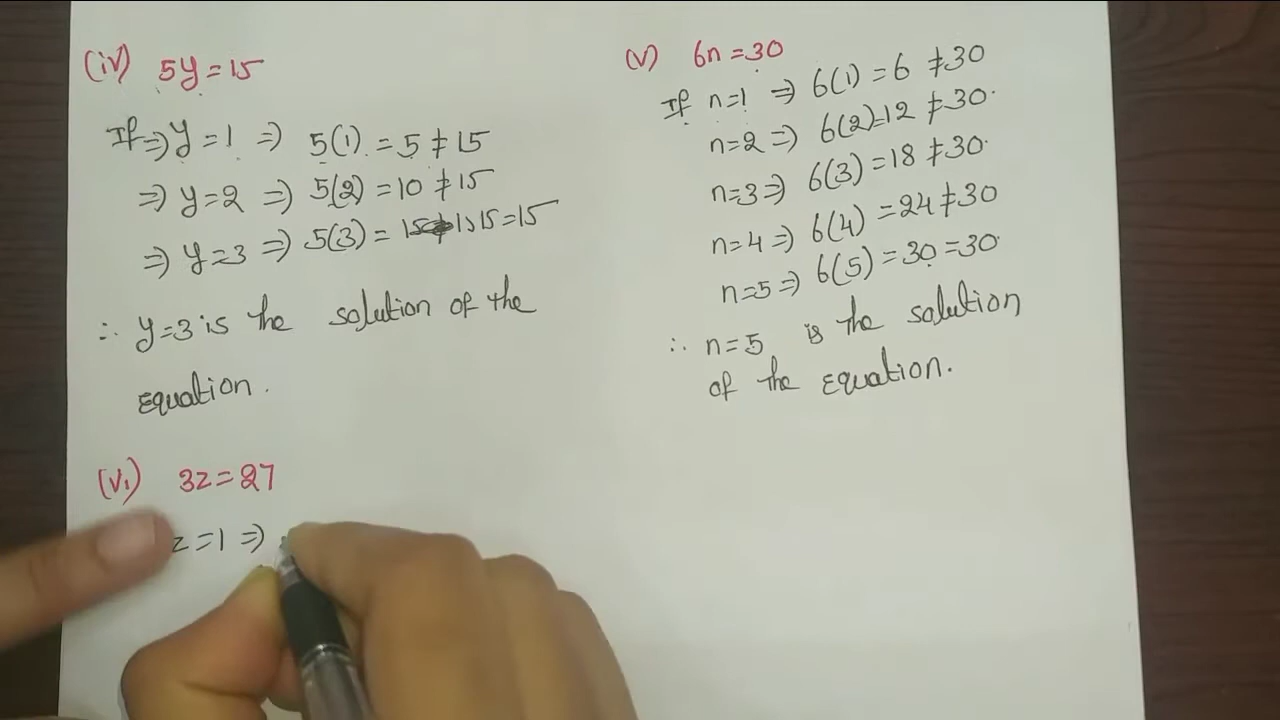 (iv) 5y = 15
If ⇒ y = 1 ⇒ 5(1) = 5 ≠ 15
⇒ y = 2 ⇒ 5(2) = 10 ≠ 15
⇒ y = 3 ⇒ 5(3) = 15 = 15
∴ y = 3 is the solution of the
equation.
(v) 6n = 30
If n = 1 ⇒ 6(1) = 6 ≠ 30
n = 2 ⇒ 6(2) = 12 ≠ 30.
n = 3 ⇒ 6(3) = 18 ≠ 30.
n = 4 ⇒ 6(4) = 24 ≠ 30
n = 5 ⇒ 6(5) = 30 = 30.
∴ n = 5 is the solution
of the equation.
(vi) 3z = 27
z = 1 ⇒